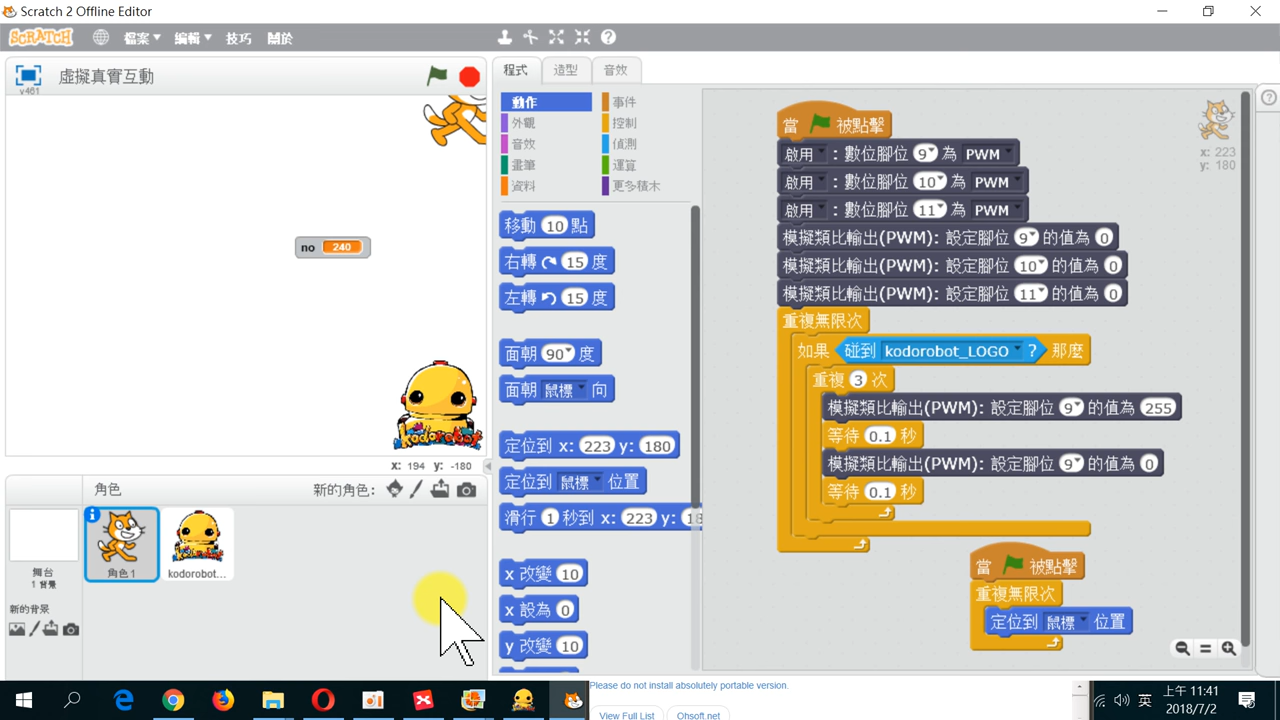 Scratch 2 Offline Editor
SCRATCH 檔案 編輯 技巧 關於
v461 虛擬真實互動
no 240
kodorobot
x: 194 y: -180
角色 新的角色:
角色1
kodorobot...
舞台
1 背景
新的背景
程式 造型 音效
動作 事件
外觀 控制
音效 偵測
畫筆 運算
資料 更多積木
移動 10 點
右轉 15 度
左轉 15 度
面朝 90 度
面朝 鼠標 向
定位到 x: 223 y: 180
定位到 鼠標 位置
滑行 1 秒到 x: 223 y: 18
x 改變 10
x 設為 0
y 改變 10
當 被點擊
啟用 : 數位腳位 9 為 PWM
啟用 : 數位腳位 10 為 PWM
啟用 : 數位腳位 11 為 PWM
模擬類比輸出(PWM): 設定腳位 9 的值為 0
模擬類比輸出(PWM): 設定腳位 10 的值為 0
模擬類比輸出(PWM): 設定腳位 11 的值為 0
重複無限次
如果 碰到 kodorobot_LOGO ? 那麼
重複 3 次
模擬類比輸出(PWM): 設定腳位 9 的值為 255
等待 0.1 秒
模擬類比輸出(PWM): 設定腳位 9 的值為 0
等待 0.1 秒
當 被點擊
重複無限次
定位到 鼠標 位置
x: 223
y: 180
Please do not install absolutely portable version.
View Full List Ohsoft.net
英
上午 11:41
2018/7/2